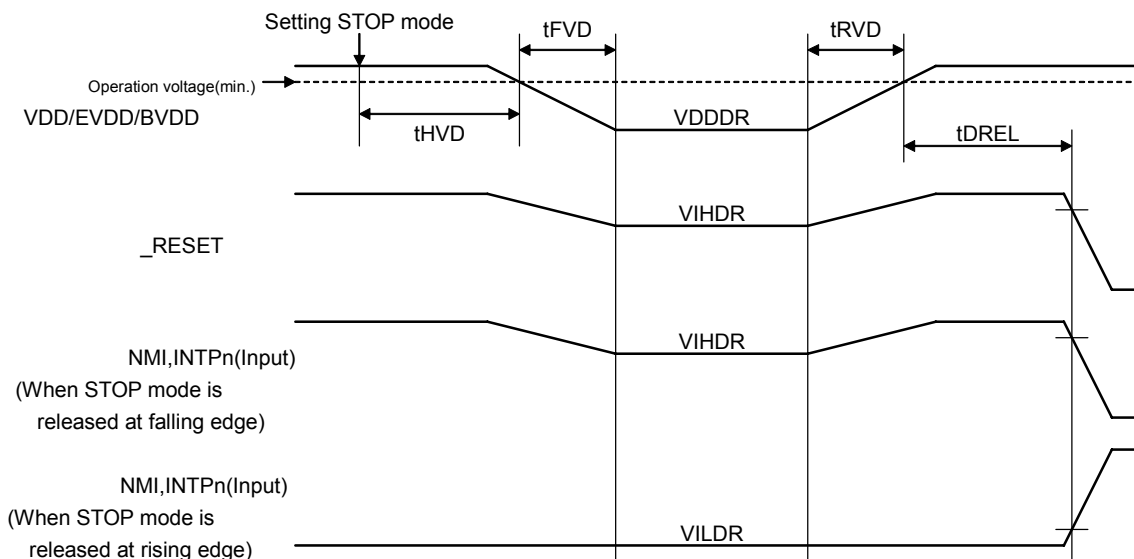 Setting STOP mode
tFVD
tRVD
Operation voltage(min.)
VDD/EVDD/BVDD
VDDDR
tHVD
tDREL
VIHDR
_RESET
VIHDR
NMI,INTPn(Input)
(When STOP mode is
released at falling edge)
NMI,INTPn(Input)
(When STOP mode is
released at rising edge)
VILDR